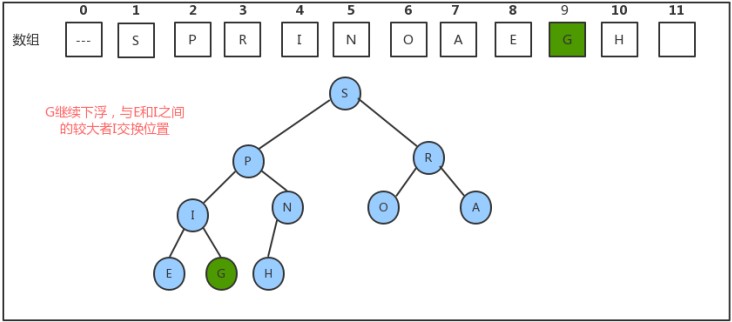 0 1 2 3 4 5 6 7 8 9 10 11
数组 --- S P R I N O A E G H
S
G继续下浮，与E和I之间
的较大者I交换位置
P R
I N O A
E G H